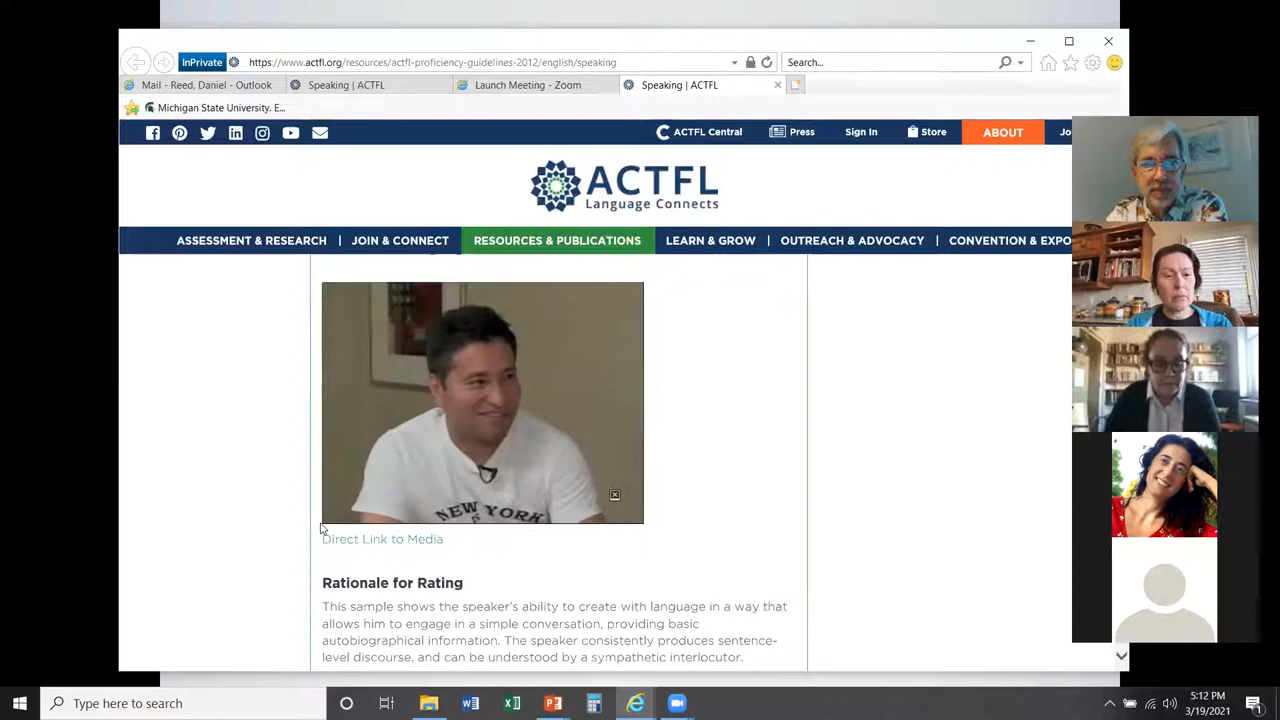 InPrivate
https://www.actfl.org/resources/actfl-proficiency-guidelines-2012/english/speaking
Search...
Mail - Reed, Daniel - Outlook
Speaking | ACTFL
Launch Meeting - Zoom
Speaking | ACTFL
Michigan State University. E...
ACTFL Central
Press
Sign In
Store
ABOUT
Jo
ACTFL
Language Connects
ASSESSMENT & RESEARCH
JOIN & CONNECT
RESOURCES & PUBLICATIONS
LEARN & GROW
OUTREACH & ADVOCACY
CONVENTION & EXPO
NEW YORK
Direct Link to Media
Rationale for Rating
This sample shows the speaker's ability to create with language in a way that
allows him to engage in a simple conversation, providing basic
autobiographical information. The speaker consistently produces sentence-
level discourse, and can be understood by a sympathetic interlocutor.
Type here to search
5:12 PM
3/19/2021